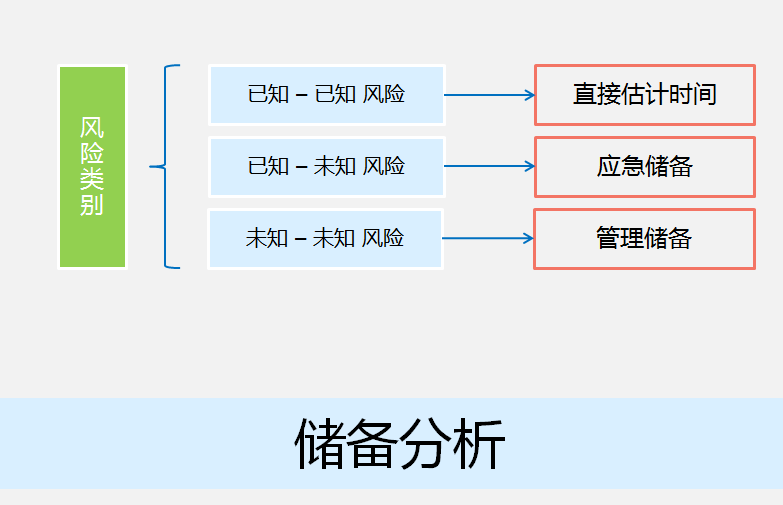 风险类别
已知 – 已知 风险
直接估计时间
已知 – 未知 风险
应急储备
未知 – 未知 风险
管理储备
储备分析